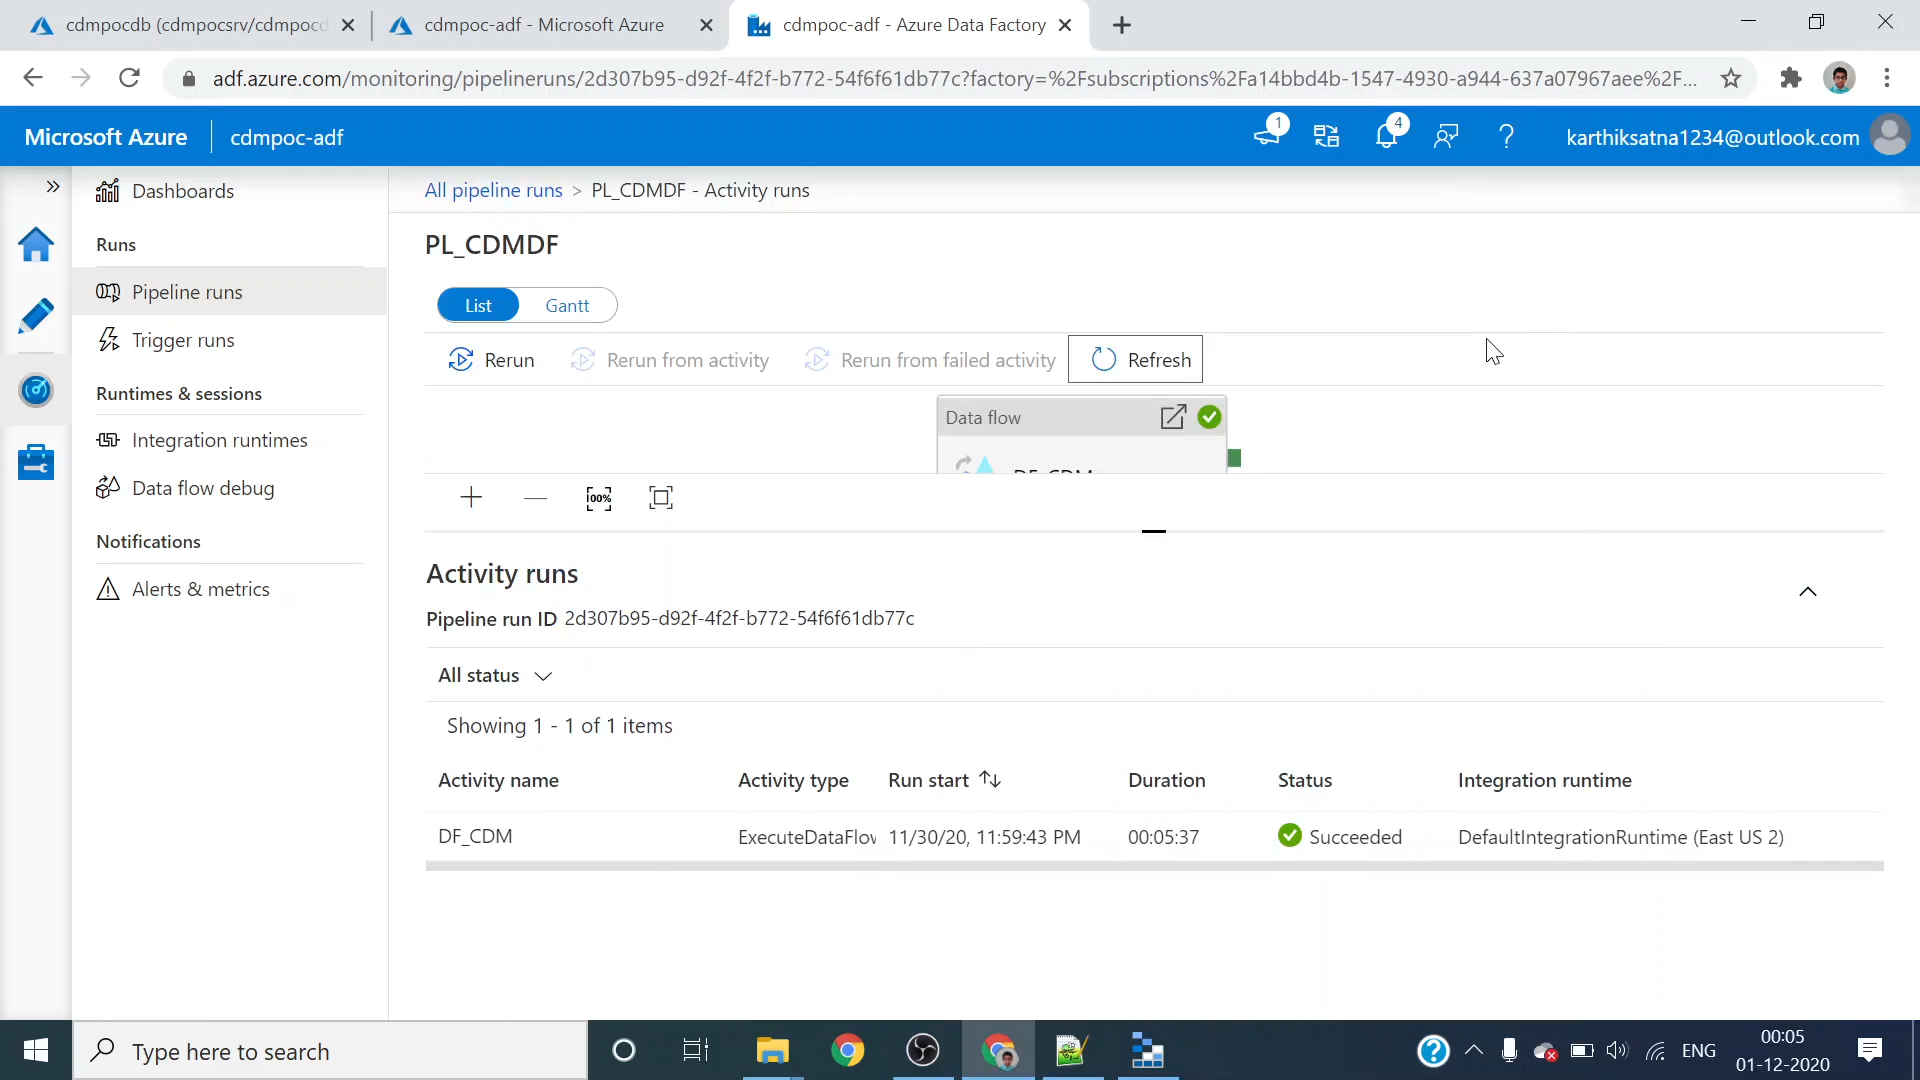 cdmpocdb (cdmpocsrv/cdmpocd
cdmpoc-adf - Microsoft Azure
cdmpoc-adf - Azure Data Factory
adf.azure.com/monitoring/pipelineruns/2d307b95-d92f-4f2f-b772-54f6f61db77c?factory=%2Fsubscriptions%2Fa14bbd4b-1547-4930-a944-637a07967aee%2F...
Microsoft Azure
cdmpoc-adf
1
4
?
karthiksatna1234@outlook.com
Dashboards
Runs
Pipeline runs
Trigger runs
Runtimes & sessions
Integration runtimes
Data flow debug
Notifications
Alerts & metrics
All pipeline runs > PL_CDMDF - Activity runs
PL_CDMDF
List
Gantt
Rerun
Rerun from activity
Rerun from failed activity
Refresh
Data flow
DF_CDM
100%
Activity runs
Pipeline run ID 2d307b95-d92f-4f2f-b772-54f6f61db77c
All status
Showing 1 - 1 of 1 items
Activity name Activity type Run start Duration Status Integration runtime
DF_CDM ExecuteDataFlow 11/30/20, 11:59:43 PM 00:05:37 Succeeded DefaultIntegrationRuntime (East US 2)
Type here to search
?
ENG
00:05
01-12-2020